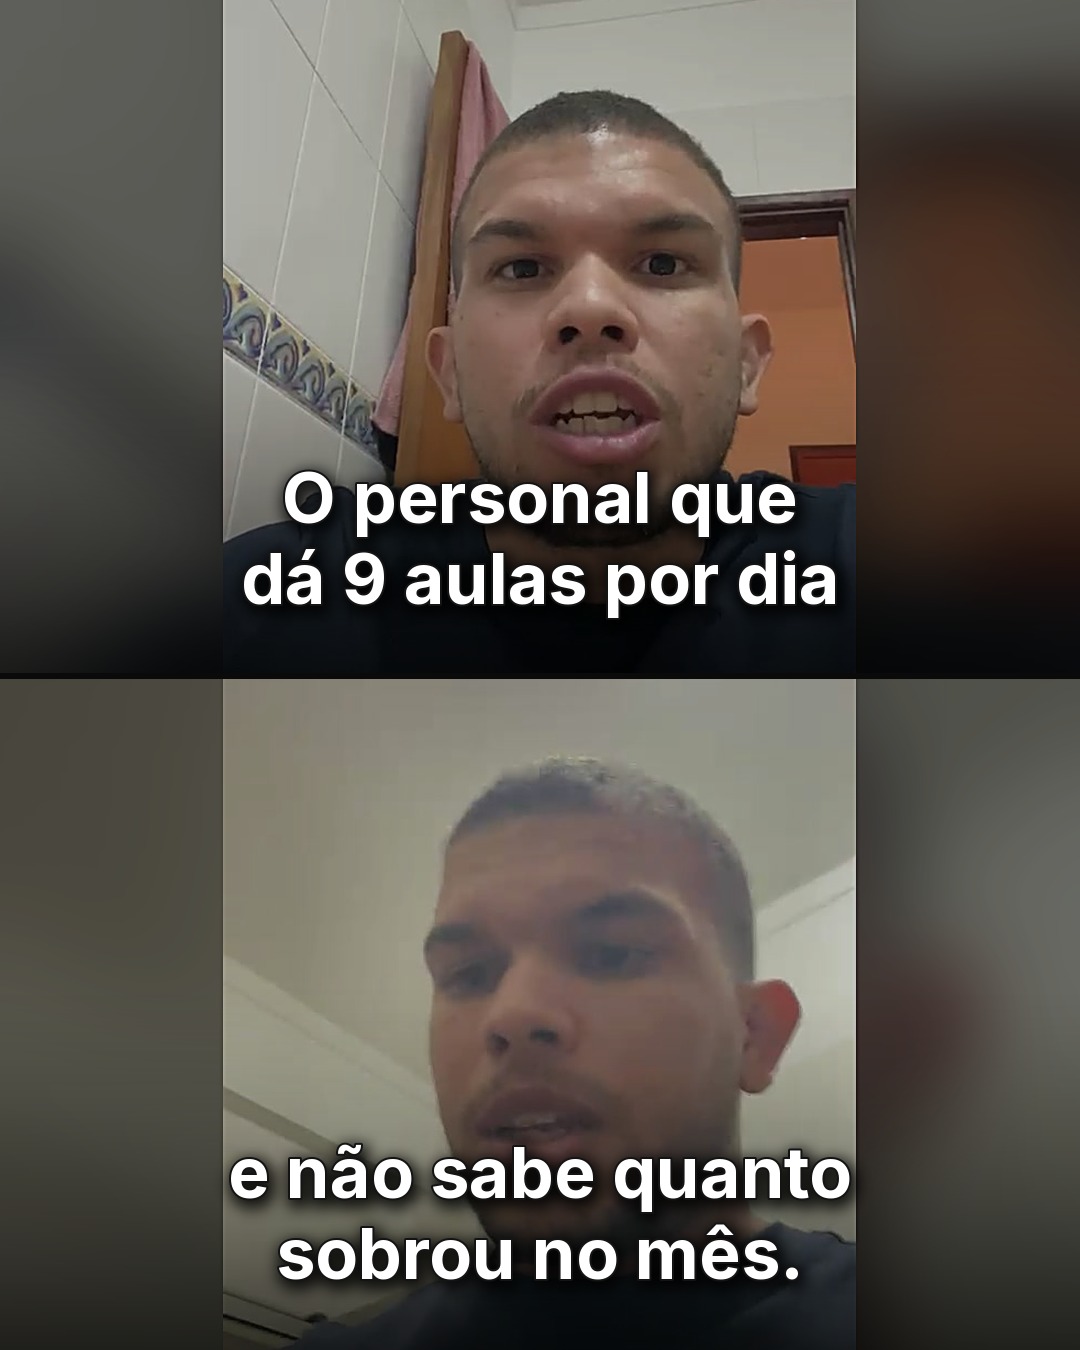 O personal que
dá 9 aulas por dia
e não sabe quanto
sobrou no mês.